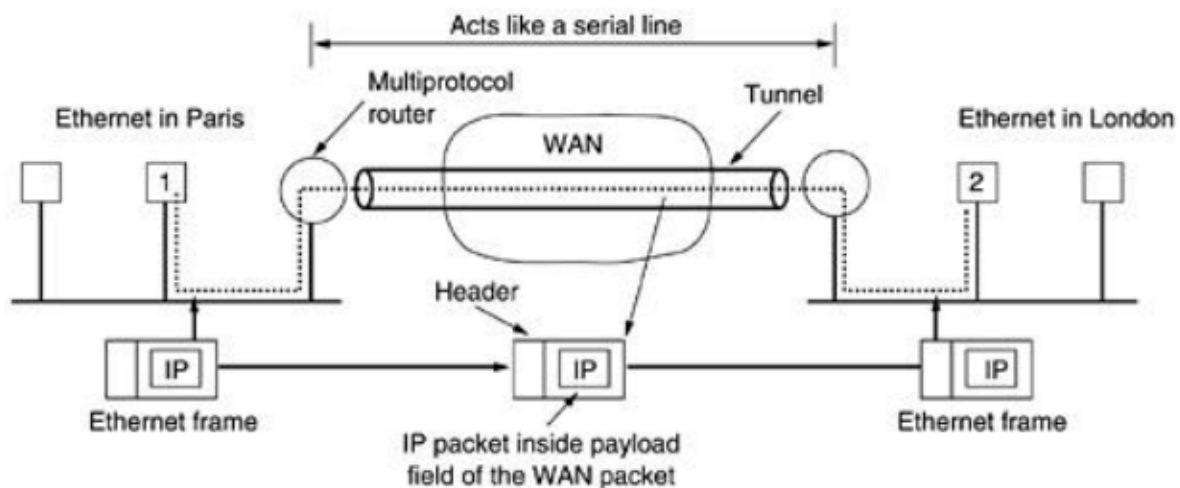 Acts like a serial line
Multiprotocol
router
Tunnel
Ethernet in Paris
Ethernet in London
WAN
1
2
Header
IP
IP
IP
Ethernet frame
Ethernet frame
IP packet inside payload
field of the WAN packet